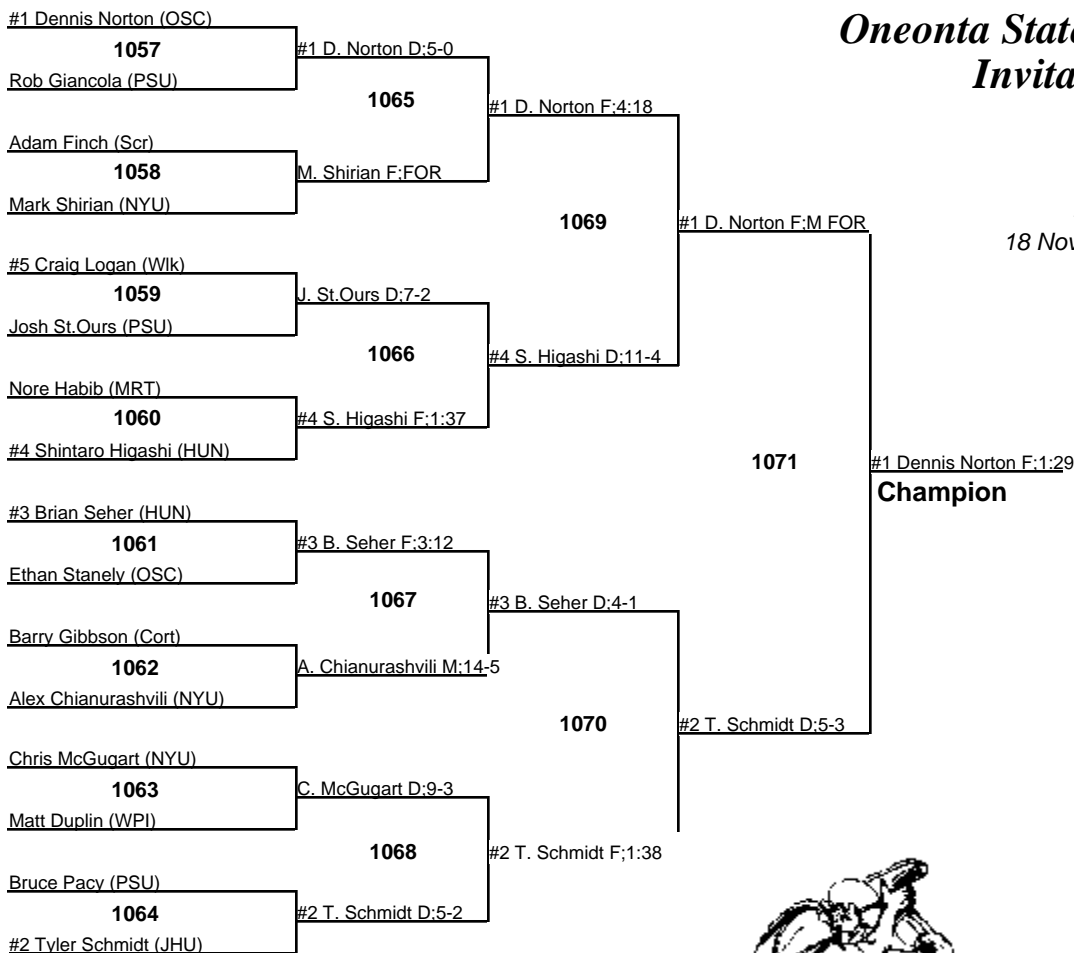 #1 Dennis Norton (OSC)
Oneonta State
Invita
1057
#1 D. Norton D;5-0
Rob Giancola (PSU)
1065
#1 D. Norton F;4:18
Adam Finch (Scr)
1058
M. Shirian F;FOR
Mark Shirian (NYU)
1069
#1 D. Norton F;M FOR
18 Nov
#5 Craig Logan (Wlk)
1059
J. St.Ours D;7-2
Josh St.Ours (PSU)
1066
#4 S. Higashi D;11-4
Nore Habib (MRT)
1060
#4 S. Higashi F;1:37
#4 Shintaro Higashi (HUN)
1071
#1 Dennis Norton F;1:29
Champion
#3 Brian Seher (HUN)
1061
#3 B. Seher F;3:12
Ethan Stanely (OSC)
1067
#3 B. Seher D;4-1
Barry Gibbson (Cort)
1062
A. Chianurashvili M;14-5
Alex Chianurashvili (NYU)
1070
#2 T. Schmidt D;5-3
Chris McGugart (NYU)
1063
C. McGugart D;9-3
Matt Duplin (WPI)
1068
#2 T. Schmidt F;1:38
Bruce Pacy (PSU)
1064
#2 T. Schmidt D;5-2
#2 Tyler Schmidt (JHU)